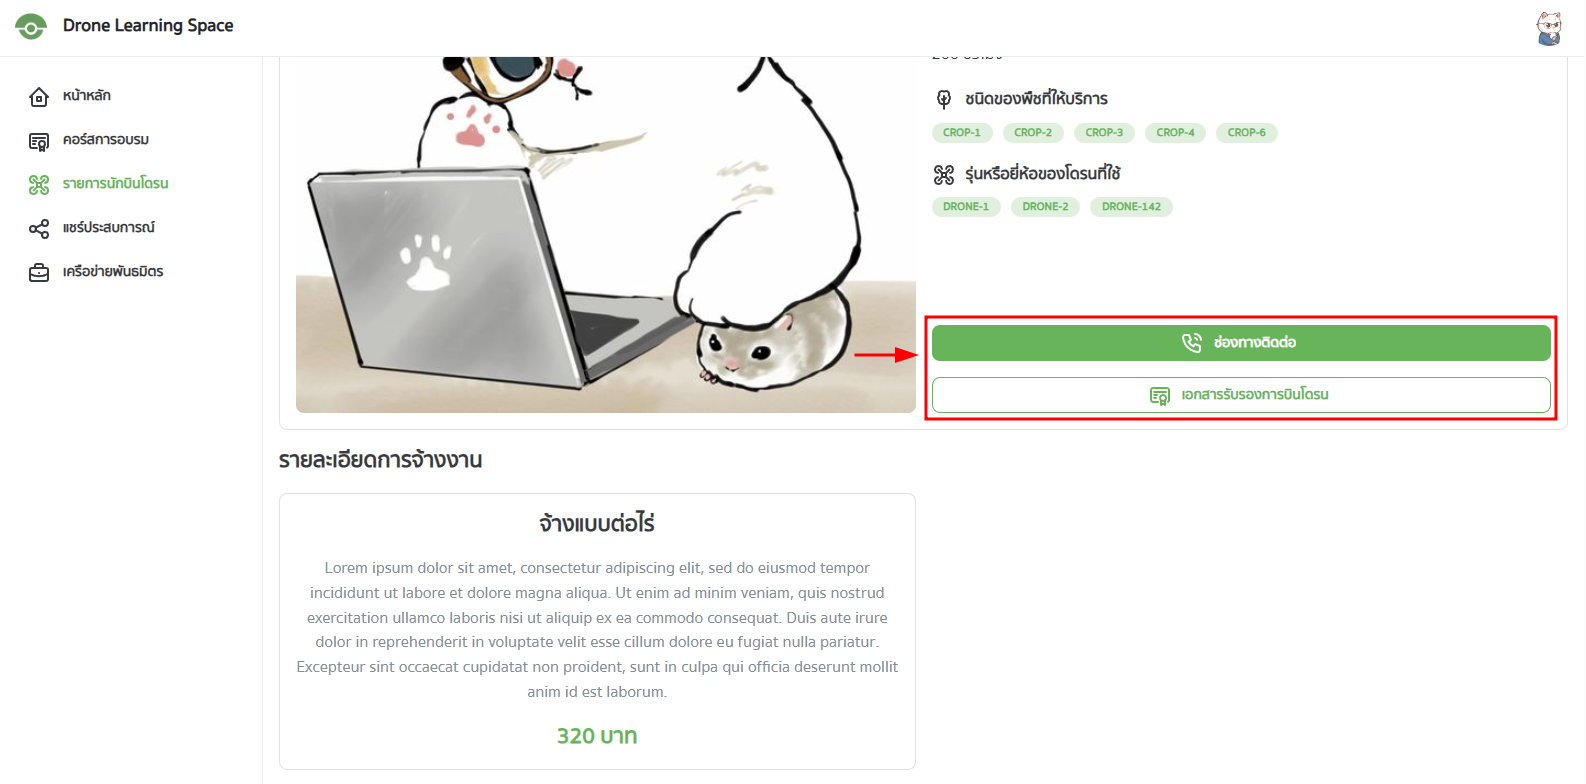 Drone Learning Space
หน้าหลัก
คอร์สการอบรม
รายการนักบินโดรน
แชร์ประสบการณ์
เครือข่ายพันธมิตร
ชนิดของพืชที่ให้บริการ
CROP-1 CROP-2 CROP-3 CROP-4 CROP-6
รุ่นหรือยี่ห้อของโดรนที่ใช้
DRONE-1 DRONE-2 DRONE-142
ช่องทางติดต่อ
เอกสารรับรองการบินโดรน
รายละเอียดการจ้างงาน
จ้างแบบต่อไร่
Lorem ipsum dolor sit amet, consectetur adipiscing elit, sed do eiusmod tempor
incididunt ut labore et dolore magna aliqua. Ut enim ad minim veniam, quis nostrud
exercitation ullamco laboris nisi ut aliquip ex ea commodo consequat. Duis aute irure
dolor in reprehenderit in voluptate velit esse cillum dolore eu fugiat nulla pariatur.
Excepteur sint occaecat cupidatat non proident, sunt in culpa qui officia deserunt mollit
anim id est laborum.
320 บาท